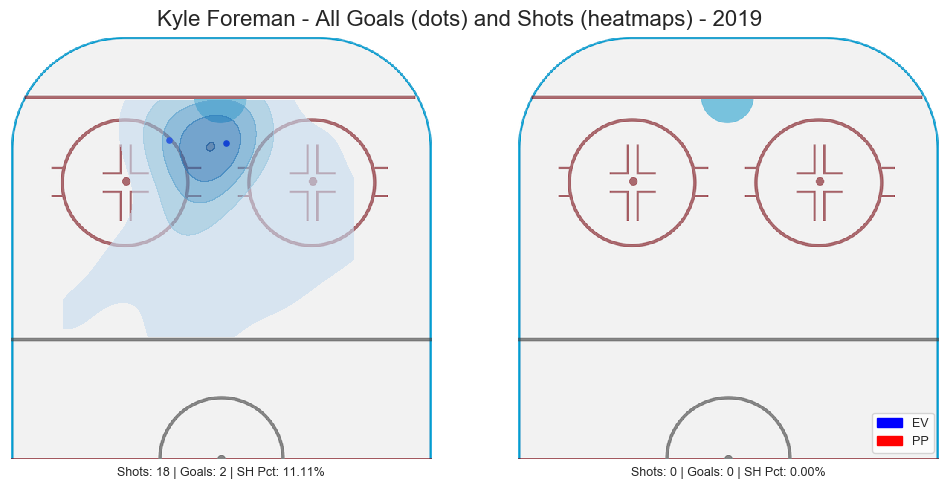 Kyle Foreman - All Goals (dots) and Shots (heatmaps) - 2019
EV
PP
Shots: 18 | Goals: 2 | SH Pct: 11.11%
Shots: 0 | Goals: 0 | SH Pct: 0.00%